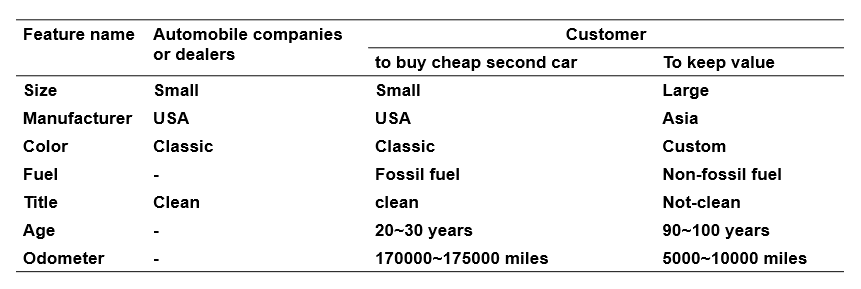 Feature name Automobile companies or dealers Customer
to buy cheap second car To keep value
Size Small Small Large
Manufacturer USA USA Asia
Color Classic Classic Custom
Fuel - Fossil fuel Non-fossil fuel
Title Clean clean Not-clean
Age - 20~30 years 90~100 years
Odometer - 170000~175000 miles 5000~10000 miles